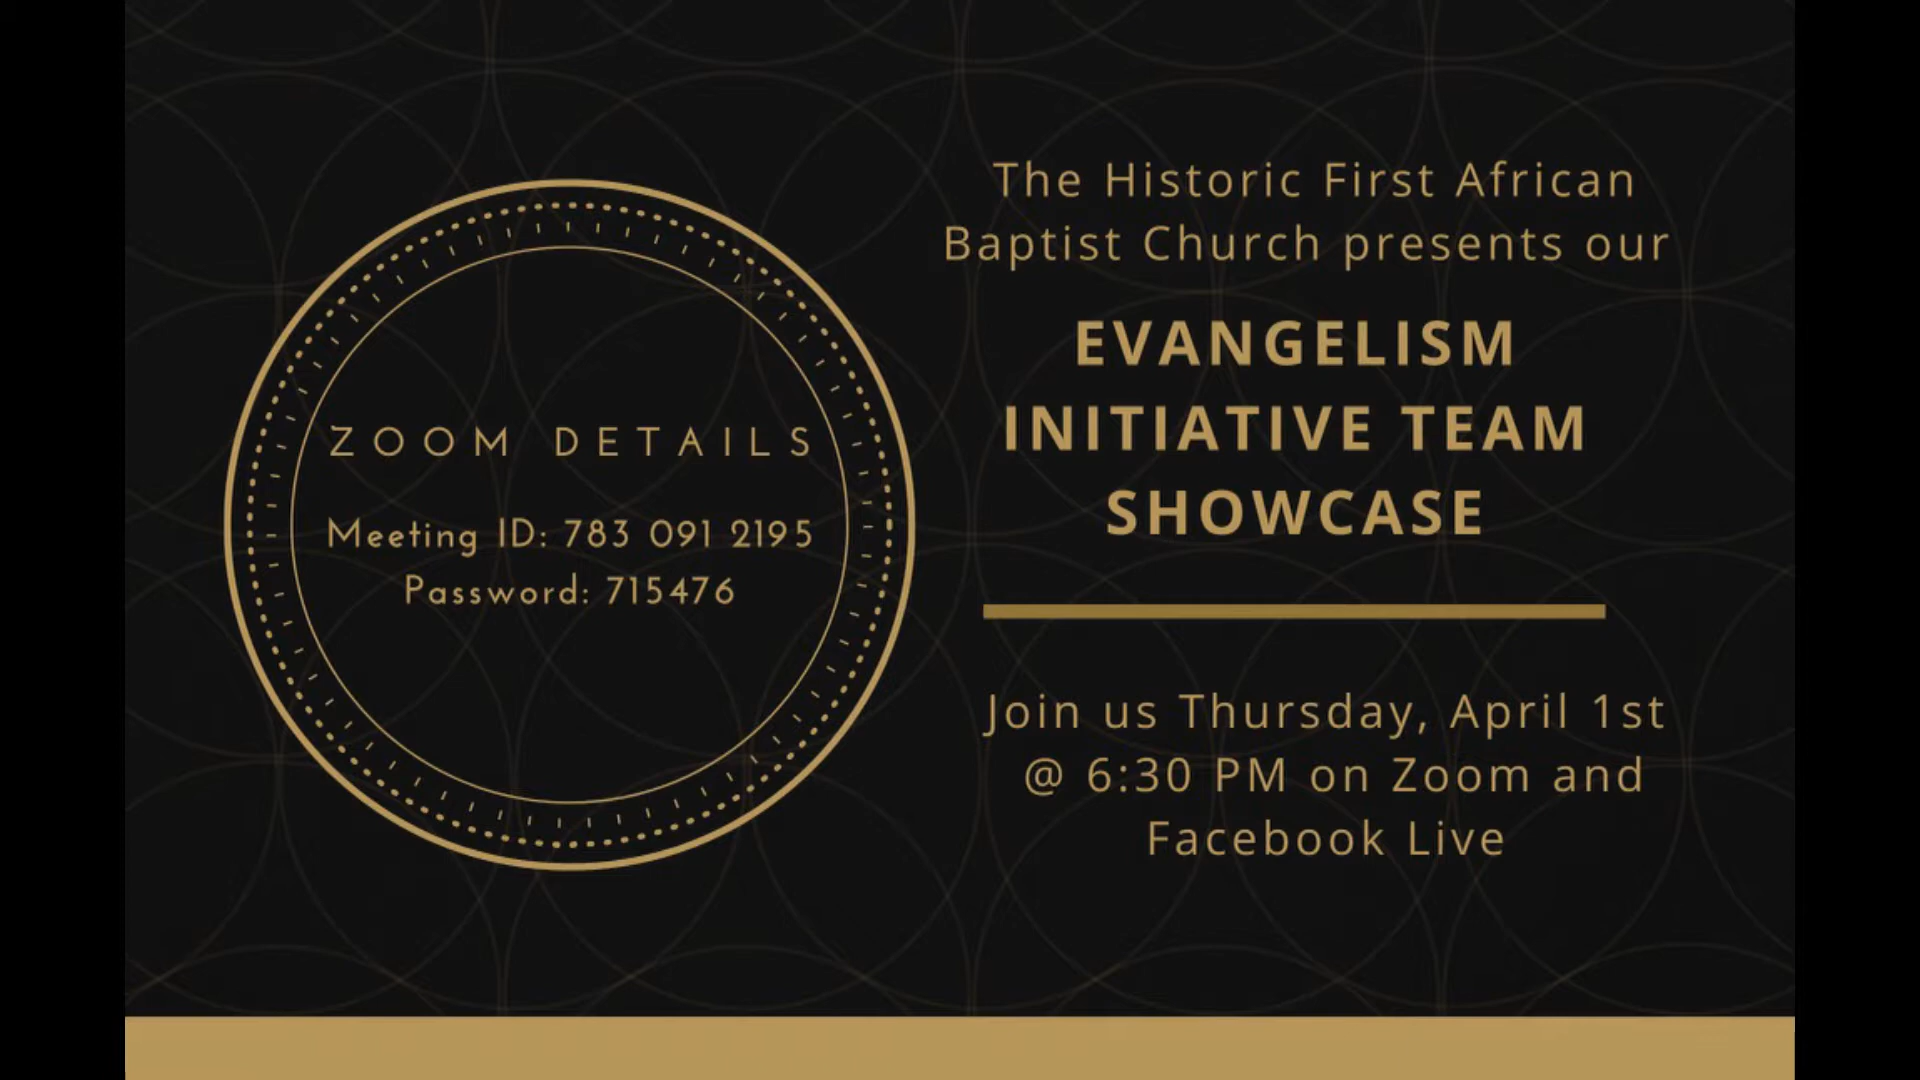 ZOOM DETAILS
Meeting ID: 783 091 2195
Password: 715476
The Historic First African
Baptist Church presents our
EVANGELISM
INITIATIVE TEAM
SHOWCASE
Join us Thursday, April 1st
@ 6:30 PM on Zoom and
Facebook Live